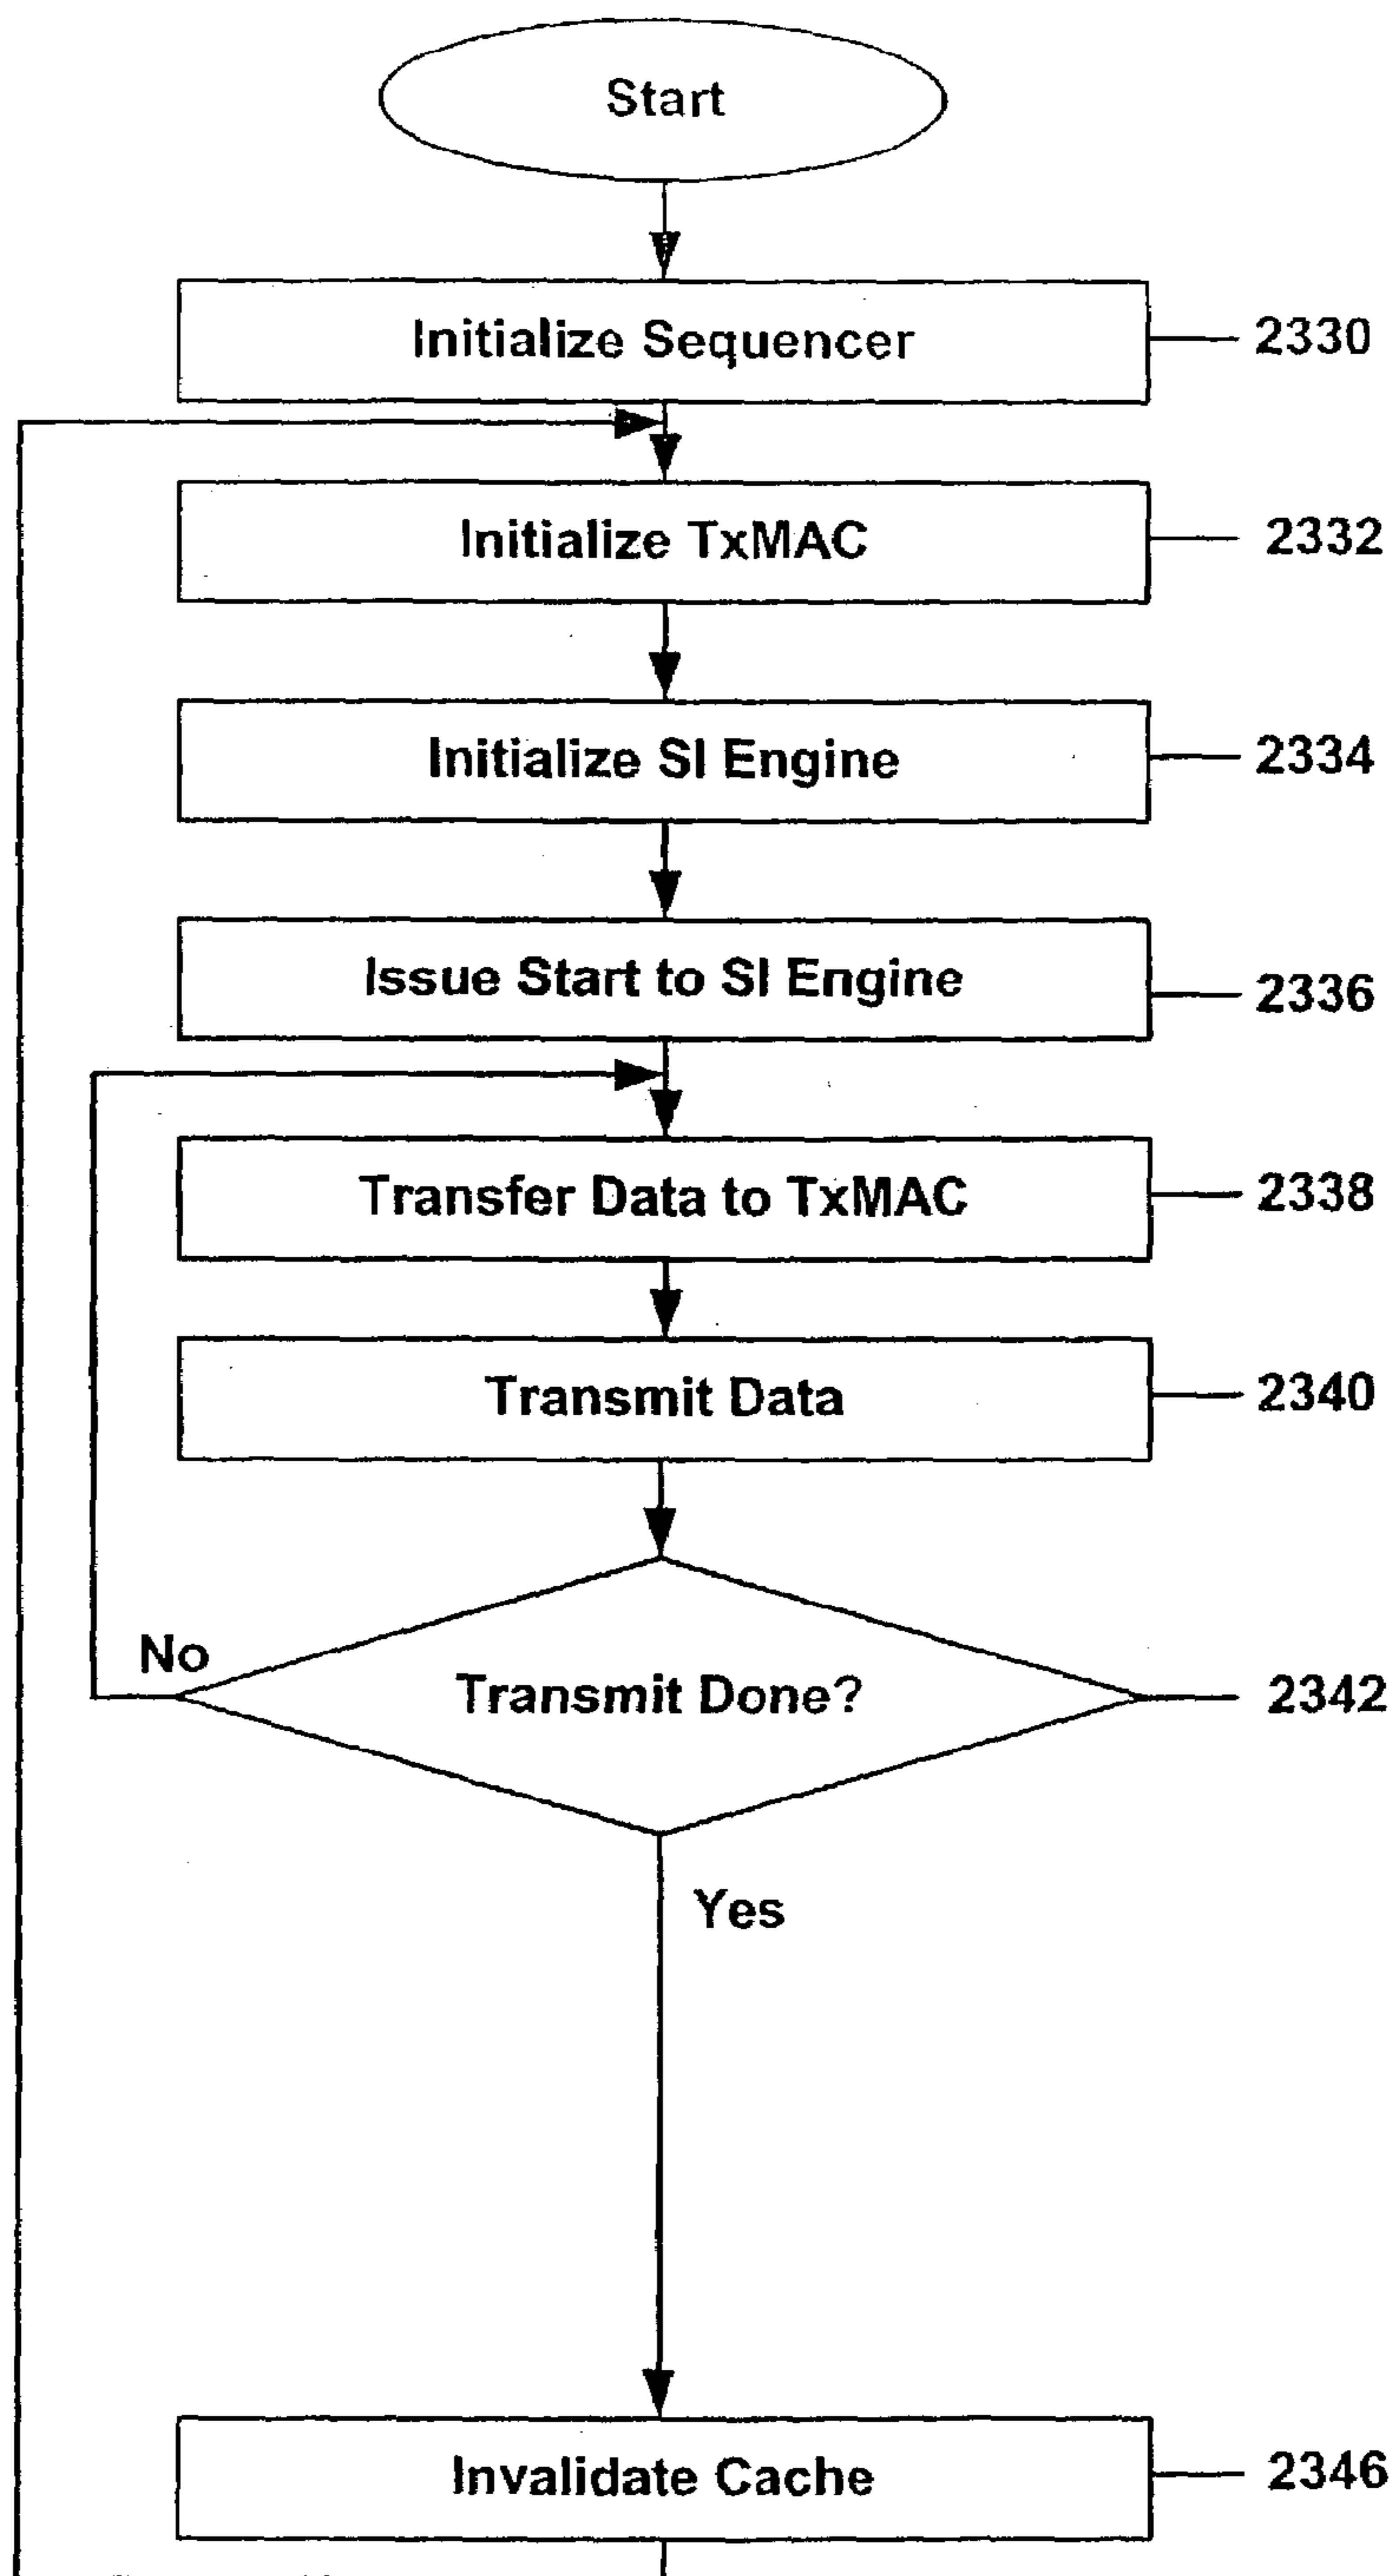 Start
Initialize Sequencer
2330
Initialize TxMAC
2332
Initialize SI Engine
2334
Issue Start to SI Engine
2336
Transfer Data to TxMAC
2338
Transmit Data
2340
No
Transmit Done?
2342
Yes
Invalidate Cache
2346